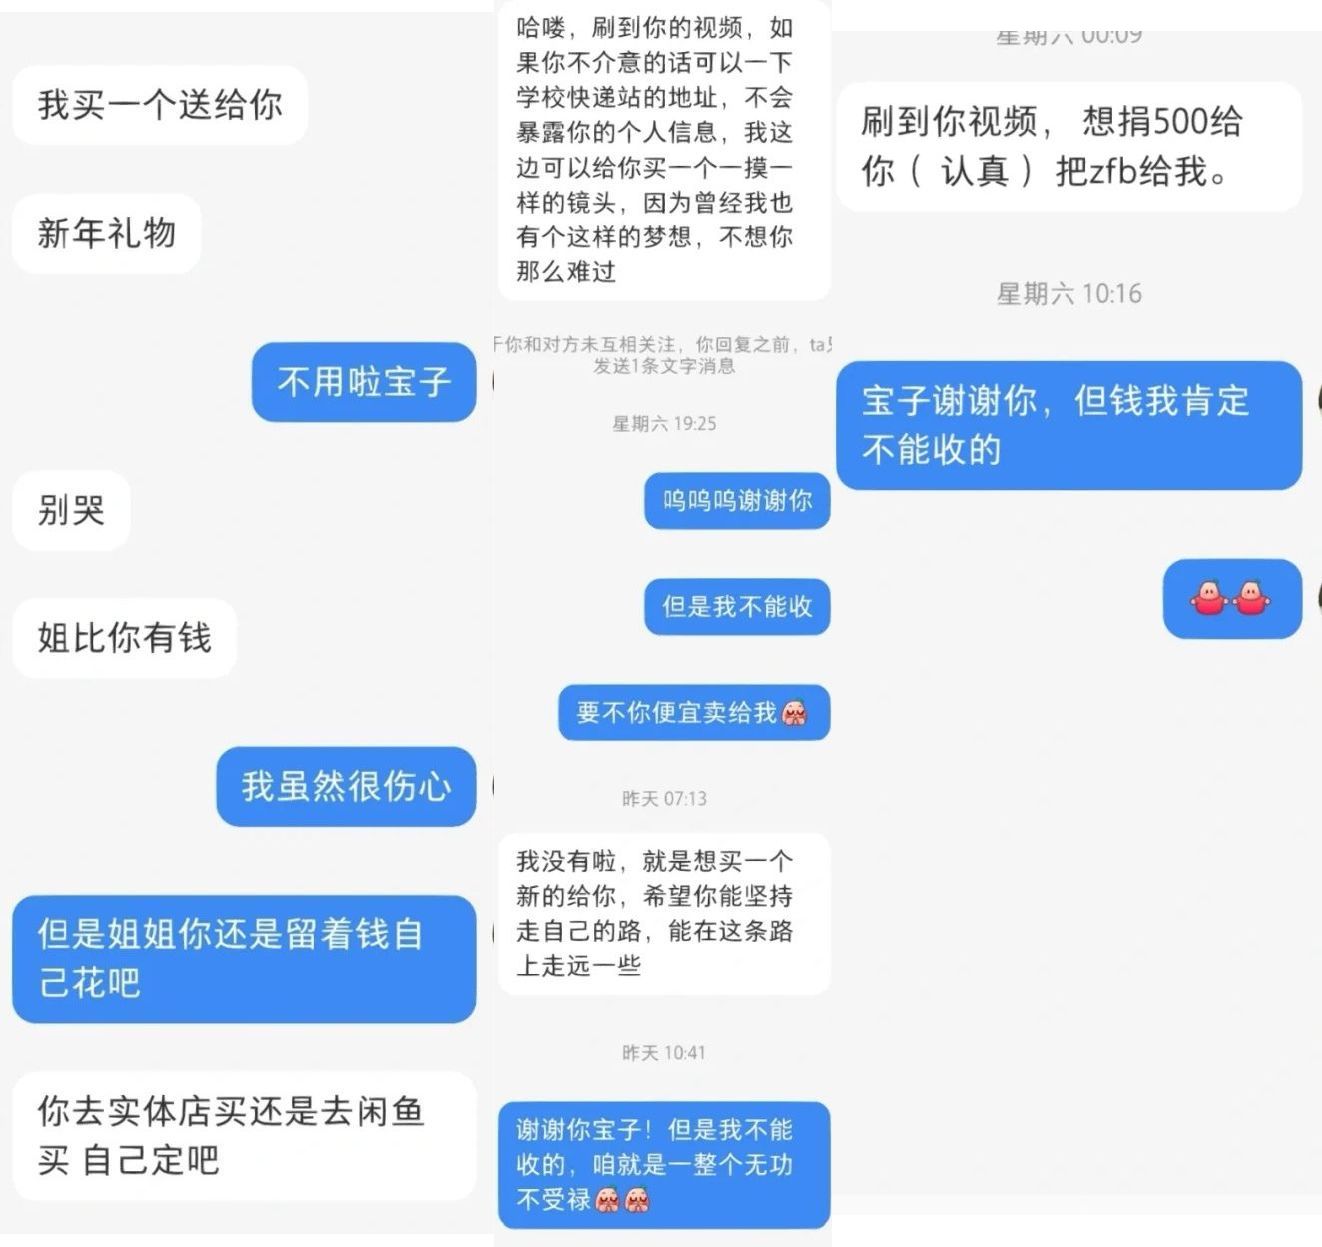 我买一个送给你
新年礼物
不用啦宝子
别哭
姐比你有钱
我虽然很伤心
但是姐姐你还是留着钱自
己花吧
你去实体店买还是去闲鱼
买 自己定吧
哈喽，刷到你的视频，如
果你不介意的话可以一下
学校快递站的地址，不会
暴露你的个人信息，我这
边可以给你买一个一摸一
样的镜头，因为曾经我也
有个这样的梦想，不想你
那么难过
你和对方未互相关注，你回复之前，ta
发送1条文字消息
星期六 19:25
呜呜呜谢谢你
但是我不能收
要不你便宜卖给我
昨天 07:13
我没有啦，就是想买一个
新的给你，希望你能坚持
走自己的路，能在这条路
上走远一些
昨天 10:41
谢谢你宝子！但是我不能
收的，咱就是一整个无功
不受禄
星期六 00:09
刷到你视频， 想捐500给
你（ 认真 ）把zfb给我。
星期六 10:16
宝子谢谢你，但钱我肯定
不能收的